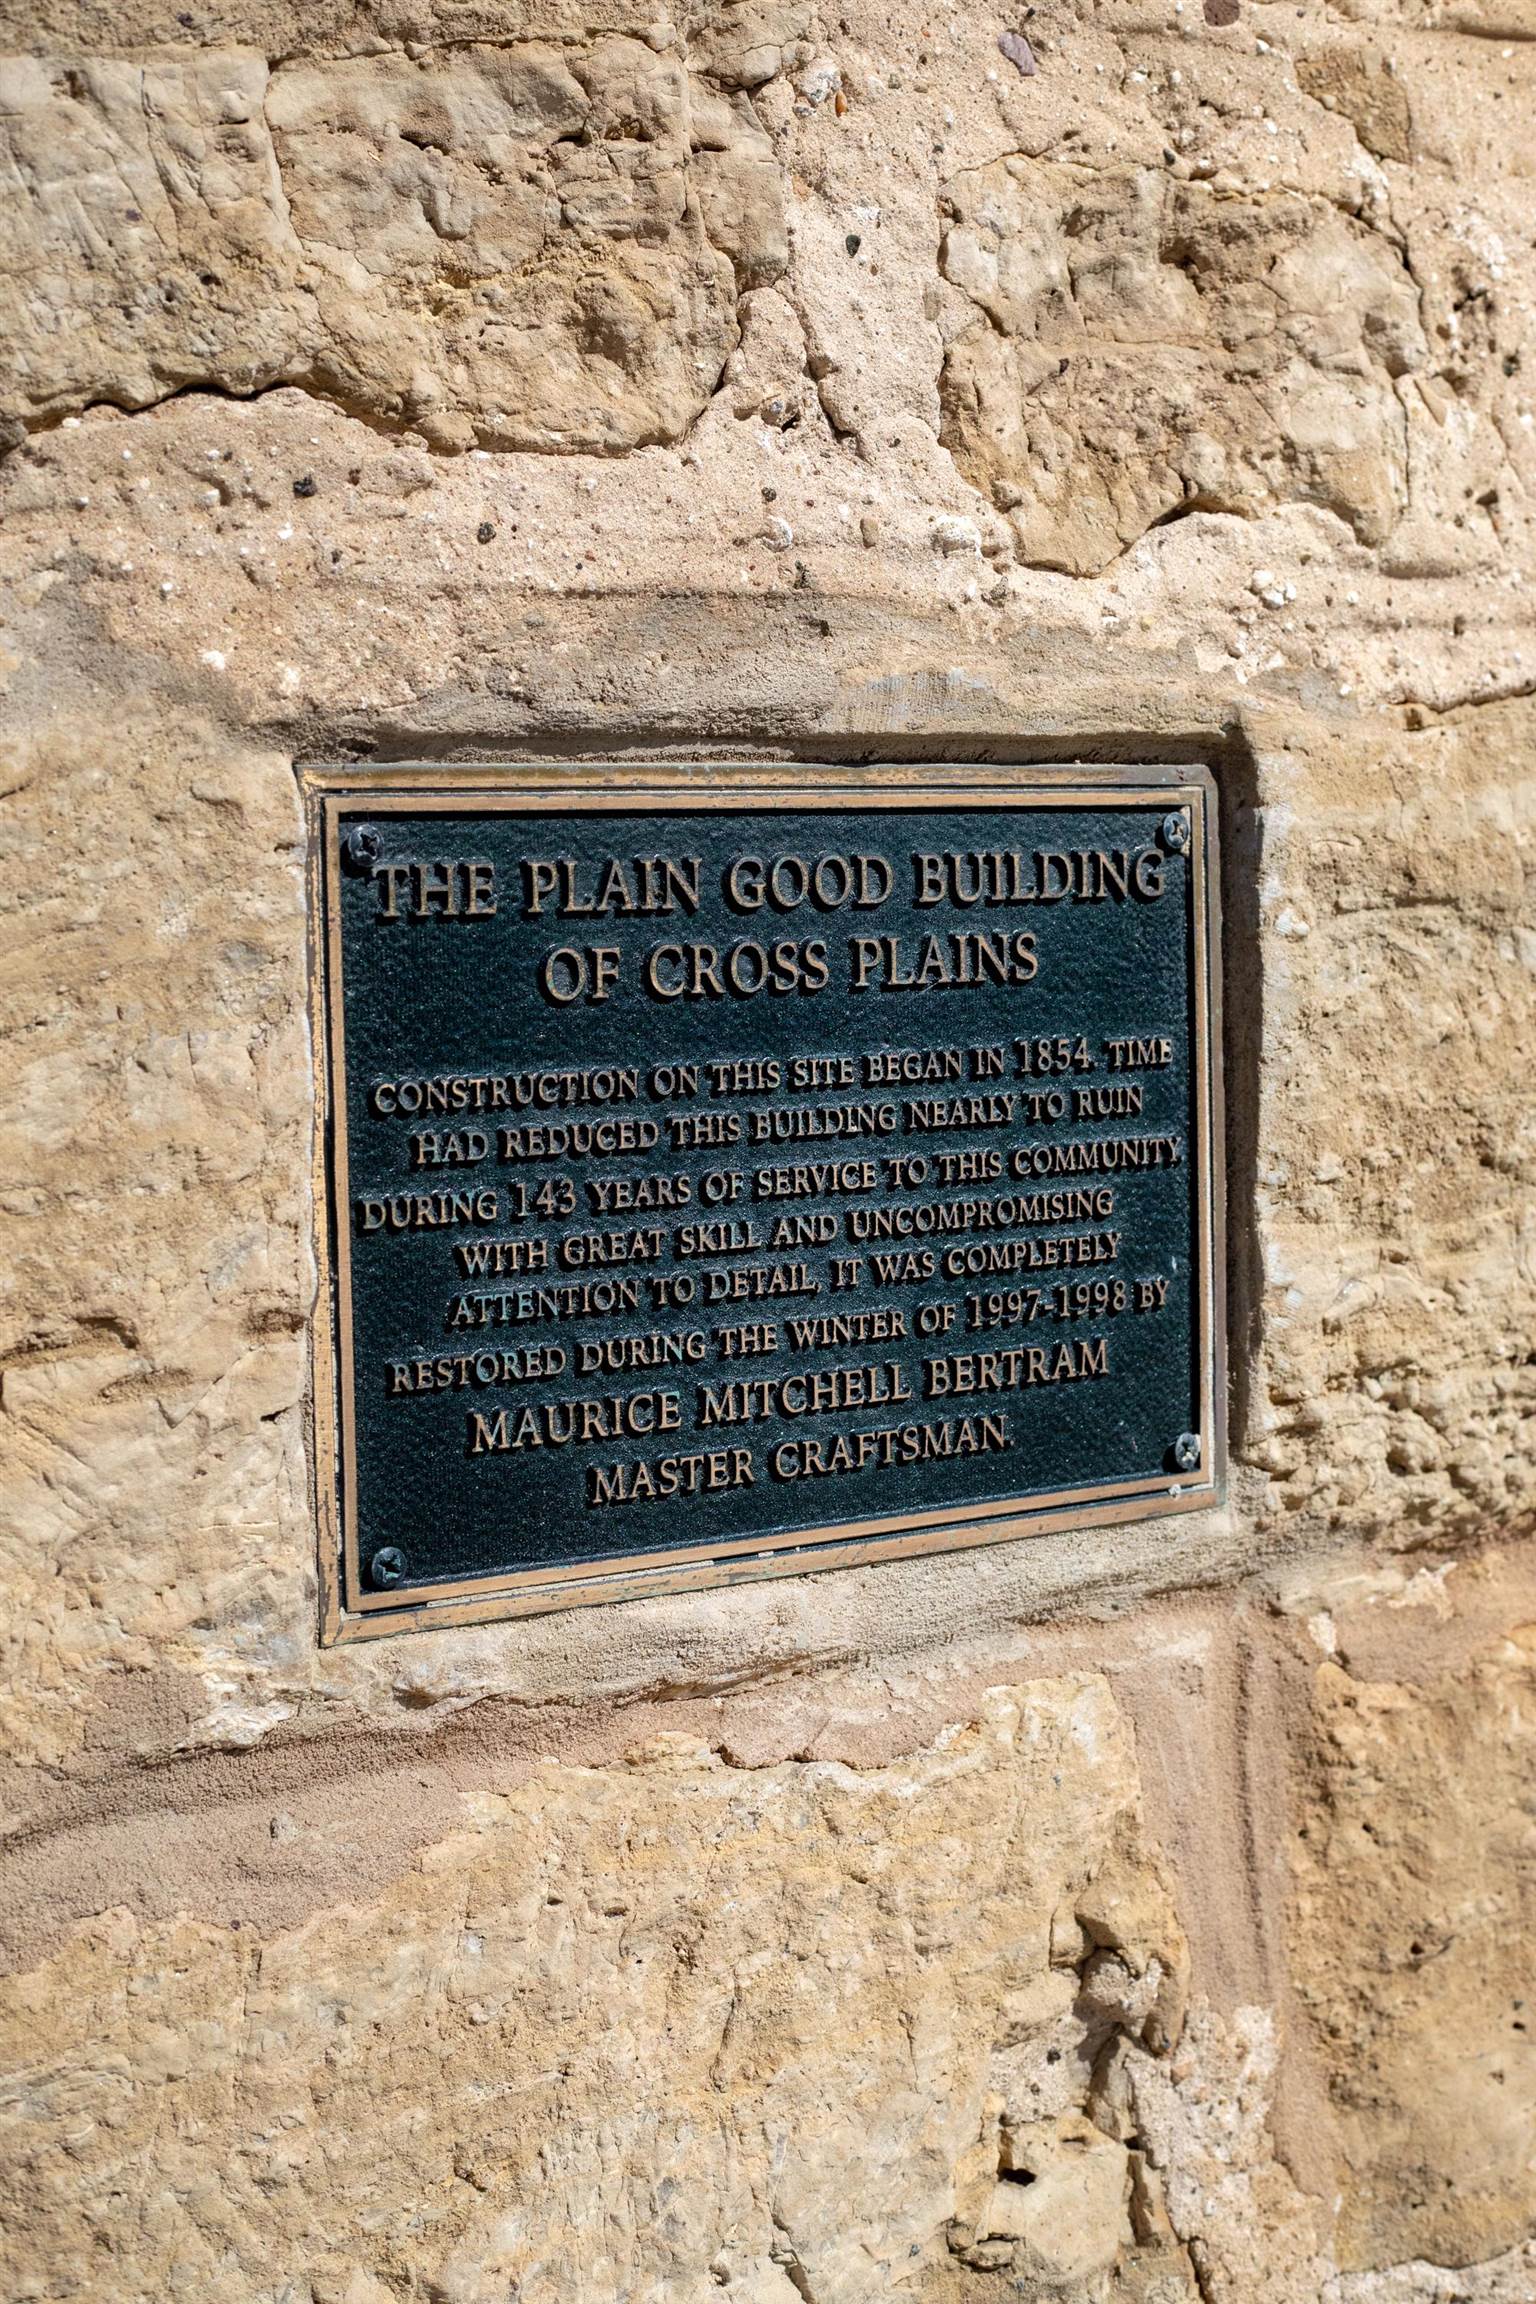 THE PLAIN GOOD BUILDING
OF CROSS PLAINS
CONSTRUCTION ON THIS SITE BEGAN IN 1854. TIME
HAD REDUCED THIS BUILDING NEARLY TO RUIN
DURING 143 YEARS OF SERVICE TO THIS COMMUNITY.
WITH GREAT SKILL AND UNCOMPROMISING
ATTENTION TO DETAIL, IT WAS COMPLETELY
RESTORED DURING THE WINTER OF 1997-1998 BY
MAURICE MITCHELL BERTRAM
MASTER CRAFTSMAN.